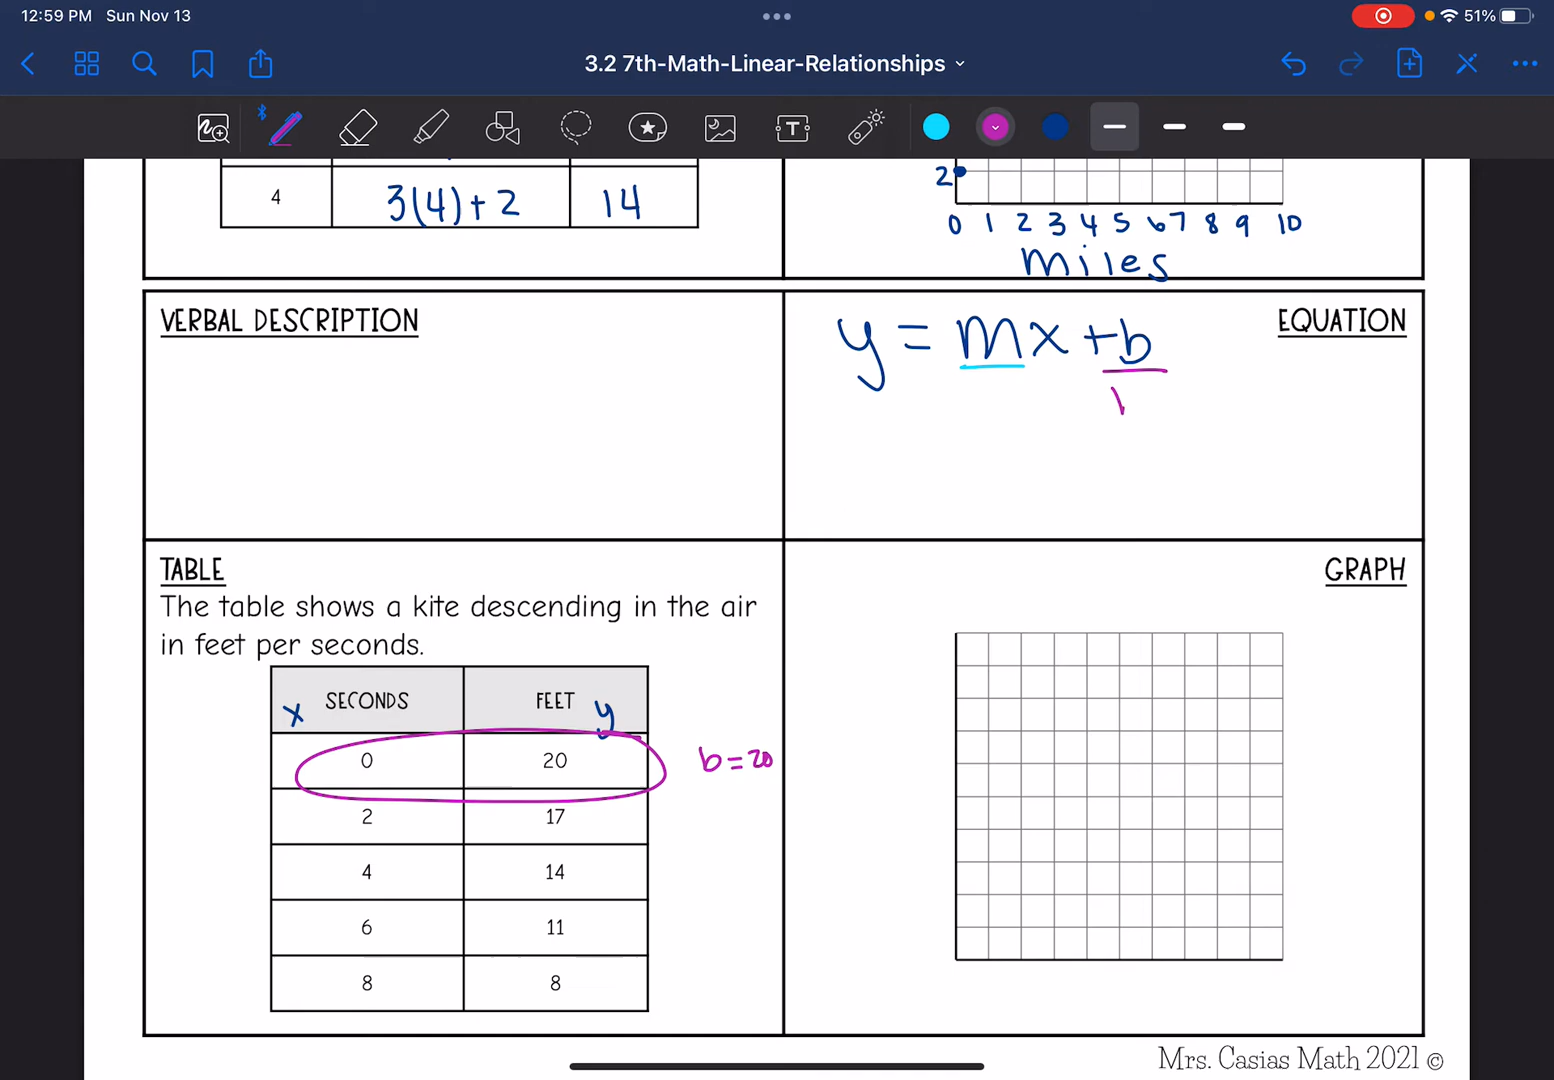 12:59 PM Sun Nov 13
51%
3.2 7th-Math-Linear-Relationships
T
4 3(4)+2 14
2
0 1 2 3 4 5 6 7 8 9 10
miles
VERBAL DESCRIPTION
y = mx + b
EQUATION
TABLE
The table shows a kite descending in the air
in feet per seconds.
x SECONDS FEET y
0 20
b = 20
2 17
4 14
6 11
8 8
GRAPH
Mrs. Casias Math 2021 ©